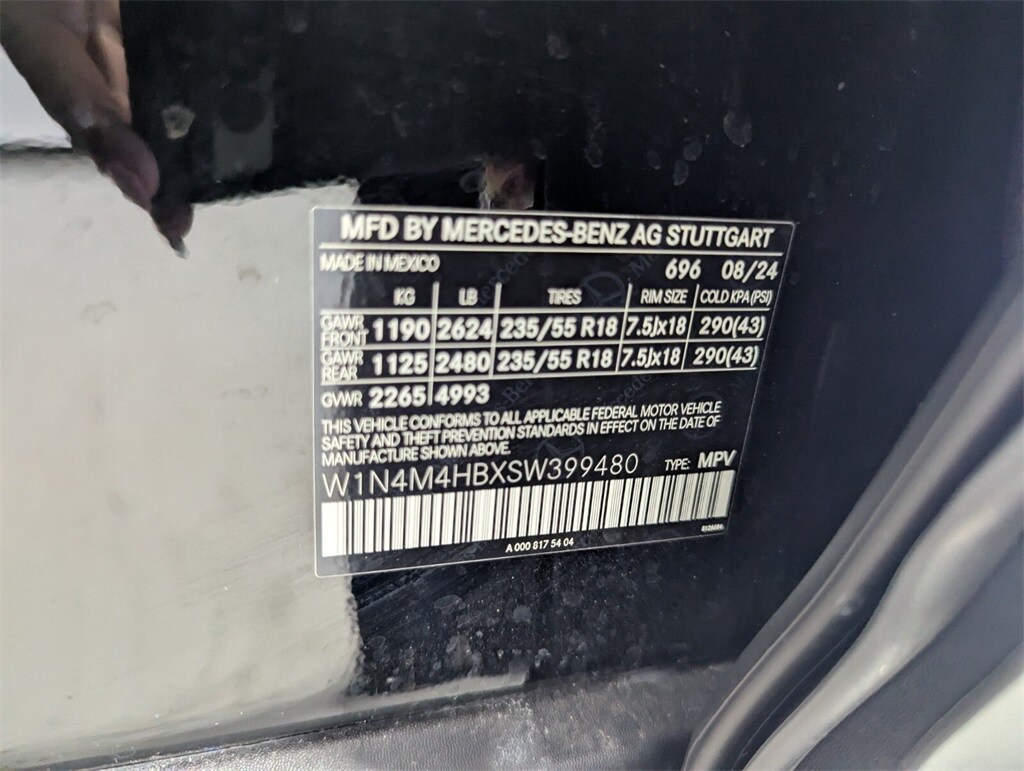 MFD BY MERCEDES-BENZ AG STUTTGART
MADE IN MEXICO 696 08/24
KG LB TIRES RIM SIZE COLD KPA (PSI)
GAWR FRONT 1190 2624 235/55 R18 7.5Jx18 290(43)
GAWR REAR 1125 2480 235/55 R18 7.5Jx18 290(43)
GVWR 2265 4993
THIS VEHICLE CONFORMS TO ALL APPLICABLE FEDERAL MOTOR VEHICLE
SAFETY AND THEFT PREVENTION STANDARDS IN EFFECT ON THE DATE OF
MANUFACTURE SHOWN ABOVE.
W1N4M4HBXSW399480 TYPE: MPV
A 000 817 54 04